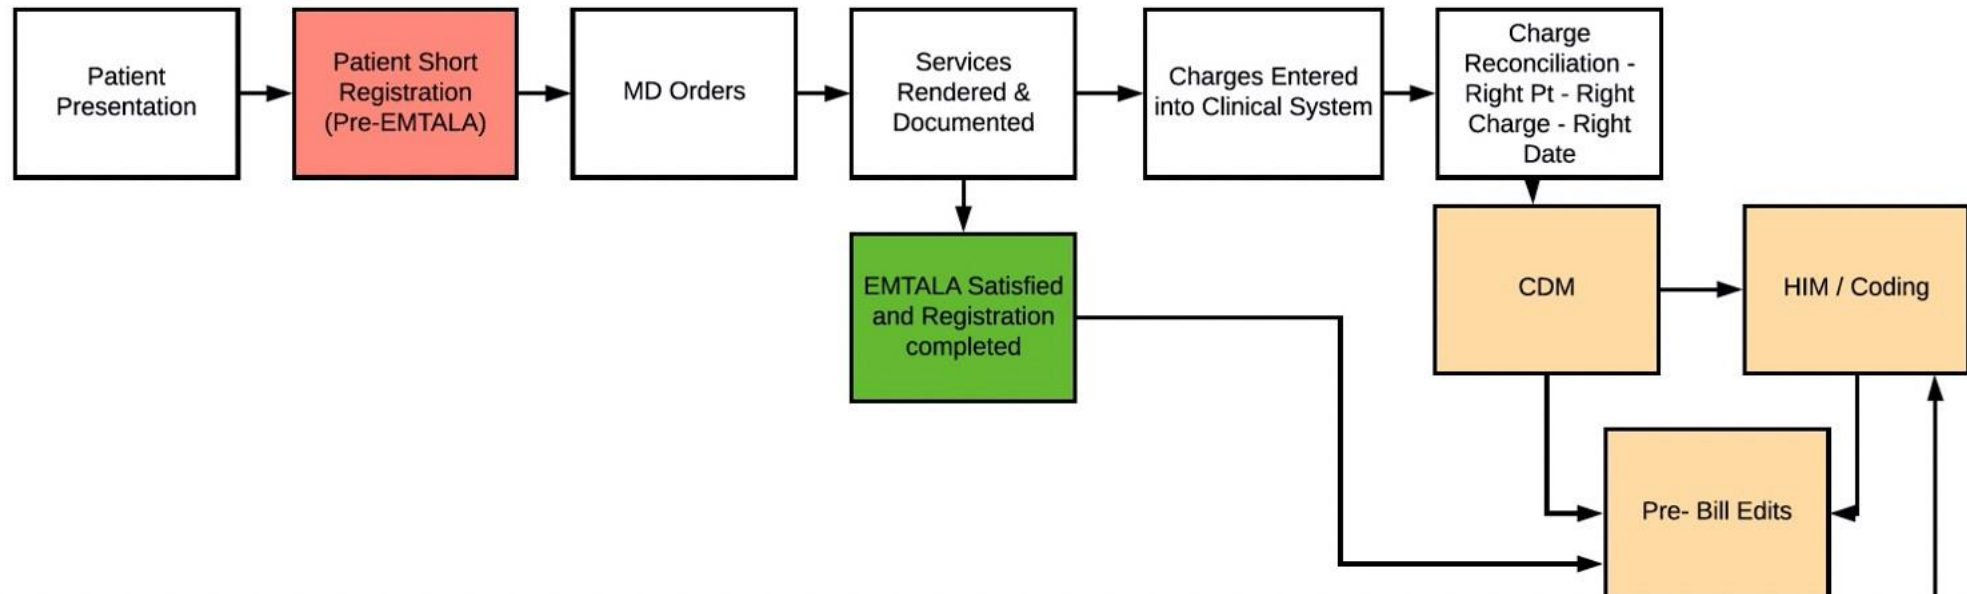 Patient
Presentation
Patient Short
Registration
(Pre-EMTALA)
MD Orders
Services
Rendered &
Documented
Charges Entered
into Clinical System
Charge
Reconciliation -
Right Pt - Right
Charge - Right
Date
EMTALA Satisfied
and Registration
completed
CDM
HIM / Coding
Pre- Bill Edits